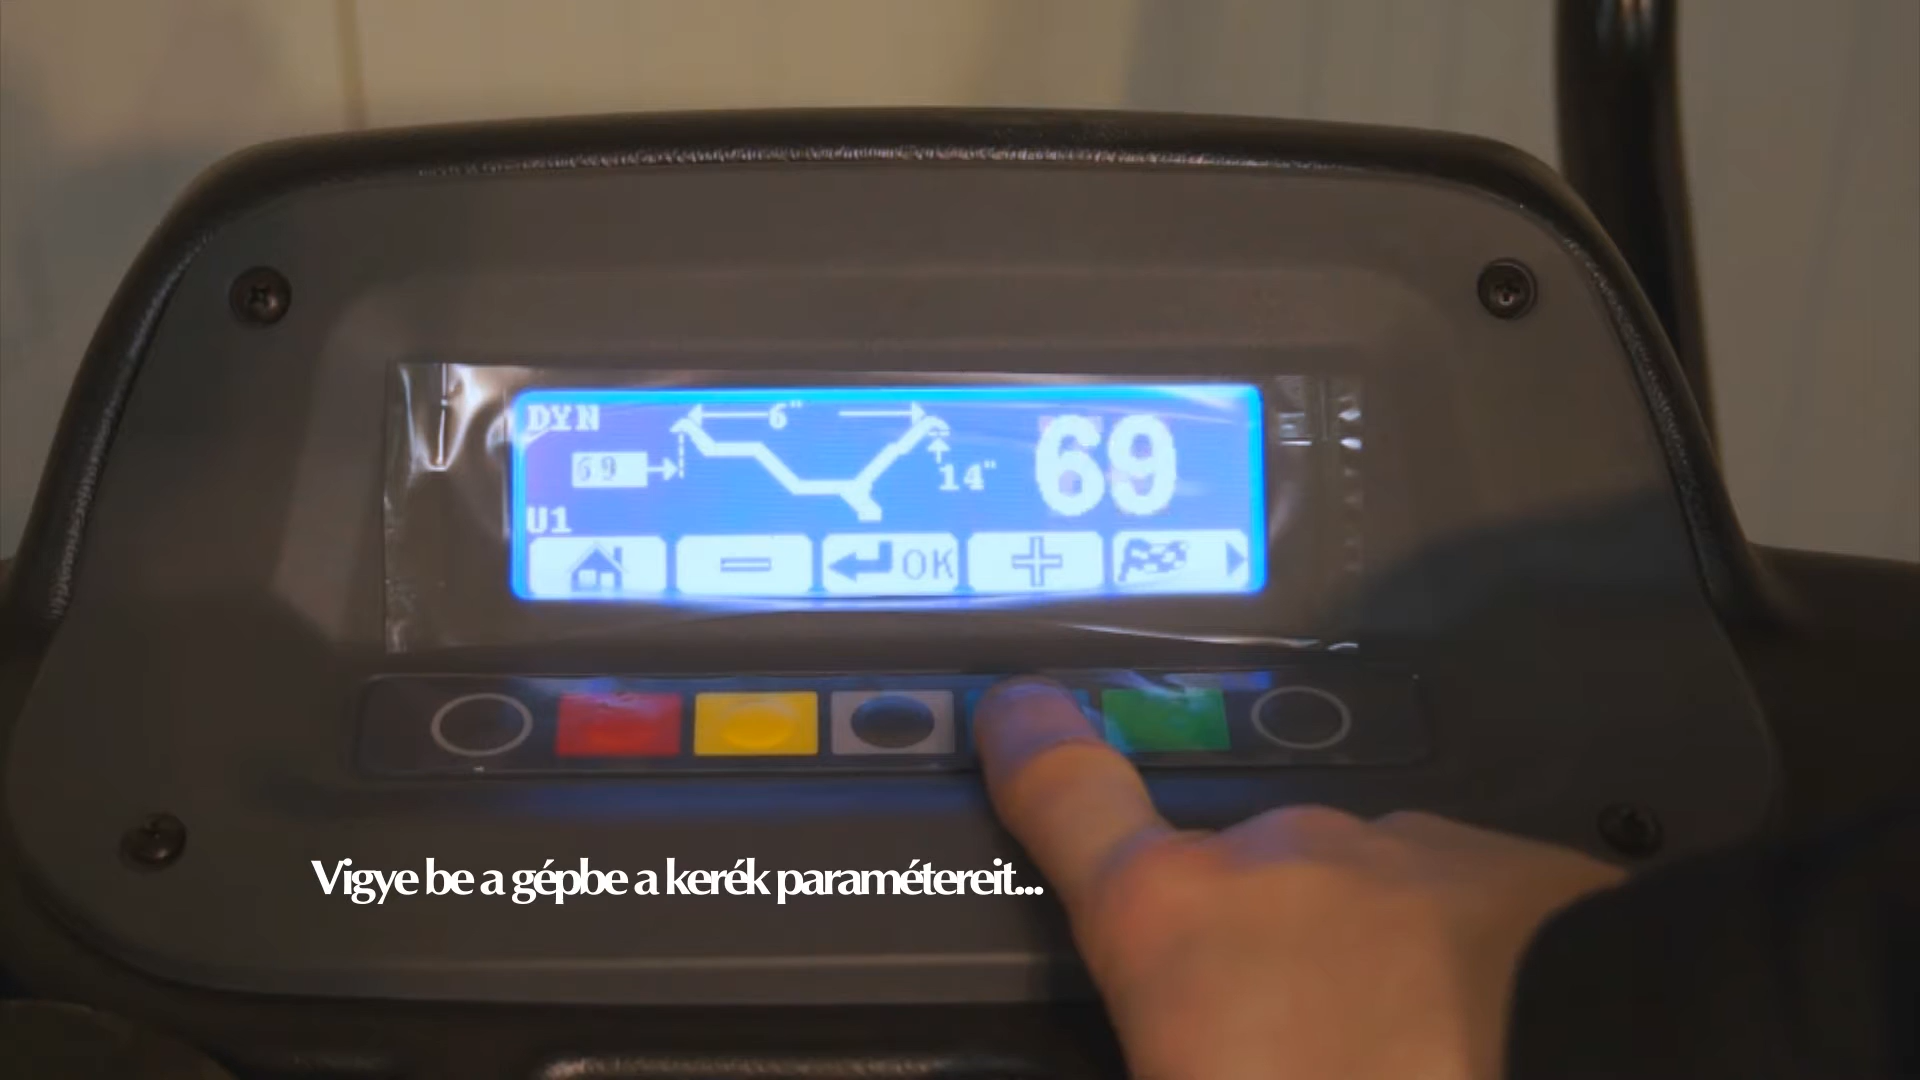 DYN
6"
69
14"
69
U1
OK
Vigye be a gépbe a kerék paramétereit...